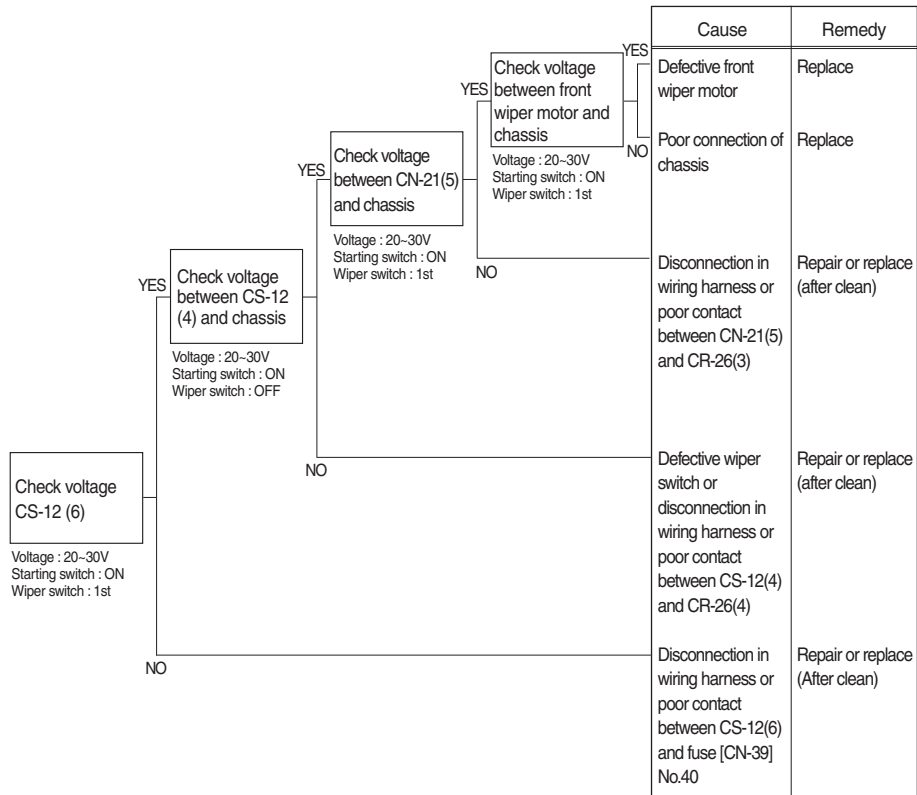 Cause
Remedy
YES
Defective front
wiper motor
Replace
Check voltage
between front
wiper motor and
chassis
YES
NO
Poor connection of
chassis
Replace
Voltage : 20~30V
Starting switch : ON
Wiper switch : 1st
YES
Check voltage
between CN-21(5)
and chassis
Voltage : 20~30V
Starting switch : ON
Wiper switch : 1st
NO
Disconnection in
wiring harness or
poor contact
between CN-21(5)
and CR-26(3)
Repair or replace
(after clean)
YES
Check voltage
between CS-12
(4) and chassis
Voltage : 20~30V
Starting switch : ON
Wiper switch : OFF
NO
Defective wiper
switch or
disconnection in
wiring harness or
poor contact
between CS-12(4)
and CR-26(4)
Repair or replace
(after clean)
Check voltage
CS-12 (6)
Voltage : 20~30V
Starting switch : ON
Wiper switch : 1st
NO
Disconnection in
wiring harness or
poor contact
between CS-12(6)
and fuse [CN-39]
No.40
Repair or replace
(After clean)